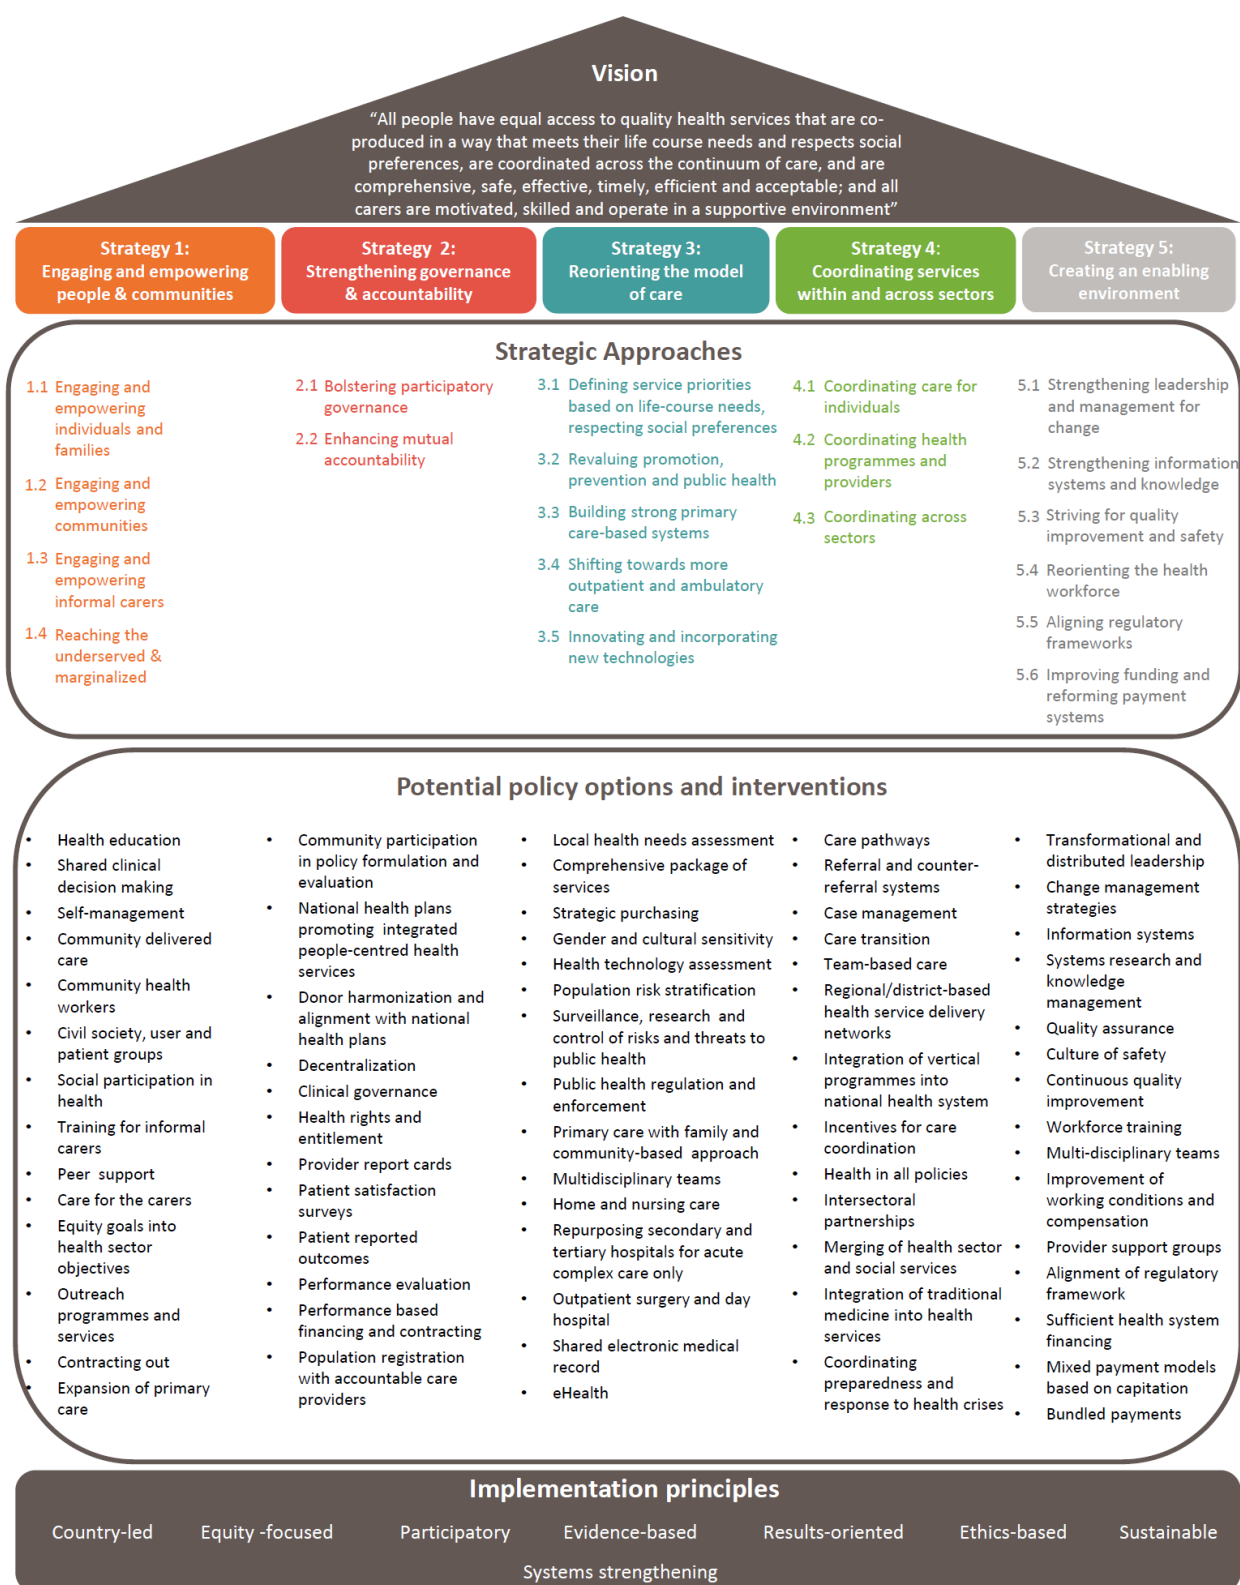 Vision
“All people have equal access to quality health services that are co-
produced in a way that meets their life course needs and respects social
preferences, are coordinated across the continuum of care, and are
comprehensive, safe, effective, timely, efficient and acceptable; and all
carers are motivated, skilled and operate in a supportive environment”
Strategy 1:
Engaging and empowering
people & communities
Strategy 2:
Strengthening governance
& accountability
Strategy 3:
Reorienting the model
of care
Strategy 4:
Coordinating services
within and across sectors
Strategy 5:
Creating an enabling
environment
Strategic Approaches
1.1 Engaging and
empowering
individuals and
families
1.2 Engaging and
empowering
communities
1.3 Engaging and
empowering
informal carers
1.4 Reaching the
underserved &
marginalized
2.1 Bolstering participatory
governance
2.2 Enhancing mutual
accountability
3.1 Defining service priorities
based on life-course needs,
respecting social preferences
3.2 Revaluing promotion,
prevention and public health
3.3 Building strong primary
care-based systems
3.4 Shifting towards more
outpatient and ambulatory
care
3.5 Innovating and incorporating
new technologies
4.1 Coordinating care for
individuals
4.2 Coordinating health
programmes and
providers
4.3 Coordinating across
sectors
5.1 Strengthening leadership
and management for
change
5.2 Strengthening information
systems and knowledge
5.3 Striving for quality
improvement and safety
5.4 Reorienting the health
workforce
5.5 Aligning regulatory
frameworks
5.6 Improving funding and
reforming payment
systems
Potential policy options and interventions
• Health education
• Shared clinical
decision making
• Self-management
• Community delivered
care
• Community health
workers
• Civil society, user and
patient groups
• Social participation in
health
• Training for informal
carers
• Peer support
• Care for the carers
• Equity goals into
health sector
objectives
• Outreach
programmes and
services
• Contracting out
• Expansion of primary
care
• Community participation
in policy formulation and
evaluation
• National health plans
promoting integrated
people-centred health
services
• Donor harmonization and
alignment with national
health plans
• Decentralization
• Clinical governance
• Health rights and
entitlement
• Provider report cards
• Patient satisfaction
surveys
• Patient reported
outcomes
• Performance evaluation
• Performance based
financing and contracting
• Population registration
with accountable care
providers
• Local health needs assessment
• Comprehensive package of
services
• Strategic purchasing
• Gender and cultural sensitivity
• Health technology assessment
• Population risk stratification
• Surveillance, research and
control of risks and threats to
public health
• Public health regulation and
enforcement
• Primary care with family and
community-based approach
• Multidisciplinary teams
• Home and nursing care
• Repurposing secondary and
tertiary hospitals for acute
complex care only
• Outpatient surgery and day
hospital
• Shared electronic medical
record
• eHealth
• Care pathways
• Referral and counter-
referral systems
• Case management
• Care transition
• Team-based care
• Regional/district-based
health service delivery
networks
• Integration of vertical
programmes into
national health system
• Incentives for care
coordination
• Health in all policies
• Intersectoral
partnerships
• Merging of health sector
and social services
• Integration of traditional
medicine into health
services
• Coordinating
preparedness and
response to health crises
• Transformational and
distributed leadership
• Change management
strategies
• Information systems
• Systems research and
knowledge
management
• Quality assurance
• Culture of safety
• Continuous quality
improvement
• Workforce training
• Multi-disciplinary teams
• Improvement of
working conditions and
compensation
• Provider support groups
• Alignment of regulatory
framework
• Sufficient health system
financing
• Mixed payment models
based on capitation
• Bundled payments
Implementation principles
Country-led Equity -focused Participatory Evidence-based Results-oriented Ethics-based Sustainable
Systems strengthening